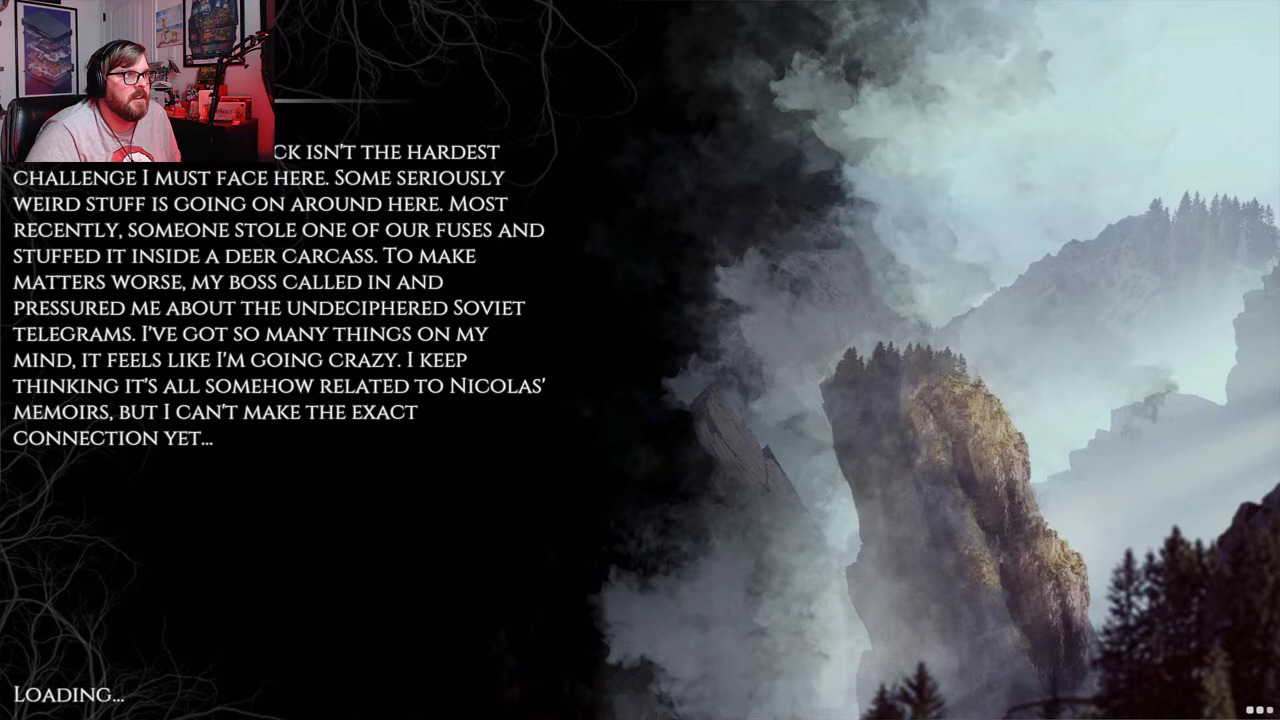 CK ISN'T THE HARDEST
CHALLENGE I MUST FACE HERE. SOME SERIOUSLY
WEIRD STUFF IS GOING ON AROUND HERE. MOST
RECENTLY, SOMEONE STOLE ONE OF OUR FUSES AND
STUFFED IT INSIDE A DEER CARCASS. TO MAKE
MATTERS WORSE, MY BOSS CALLED IN AND
PRESSURED ME ABOUT THE UNDECIPHERED SOVIET
TELEGRAMS. I'VE GOT SO MANY THINGS ON MY
MIND, IT FEELS LIKE I'M GOING CRAZY. I KEEP
THINKING IT'S ALL SOMEHOW RELATED TO NICOLAS'
MEMOIRS, BUT I CAN'T MAKE THE EXACT
CONNECTION YET...
LOADING...